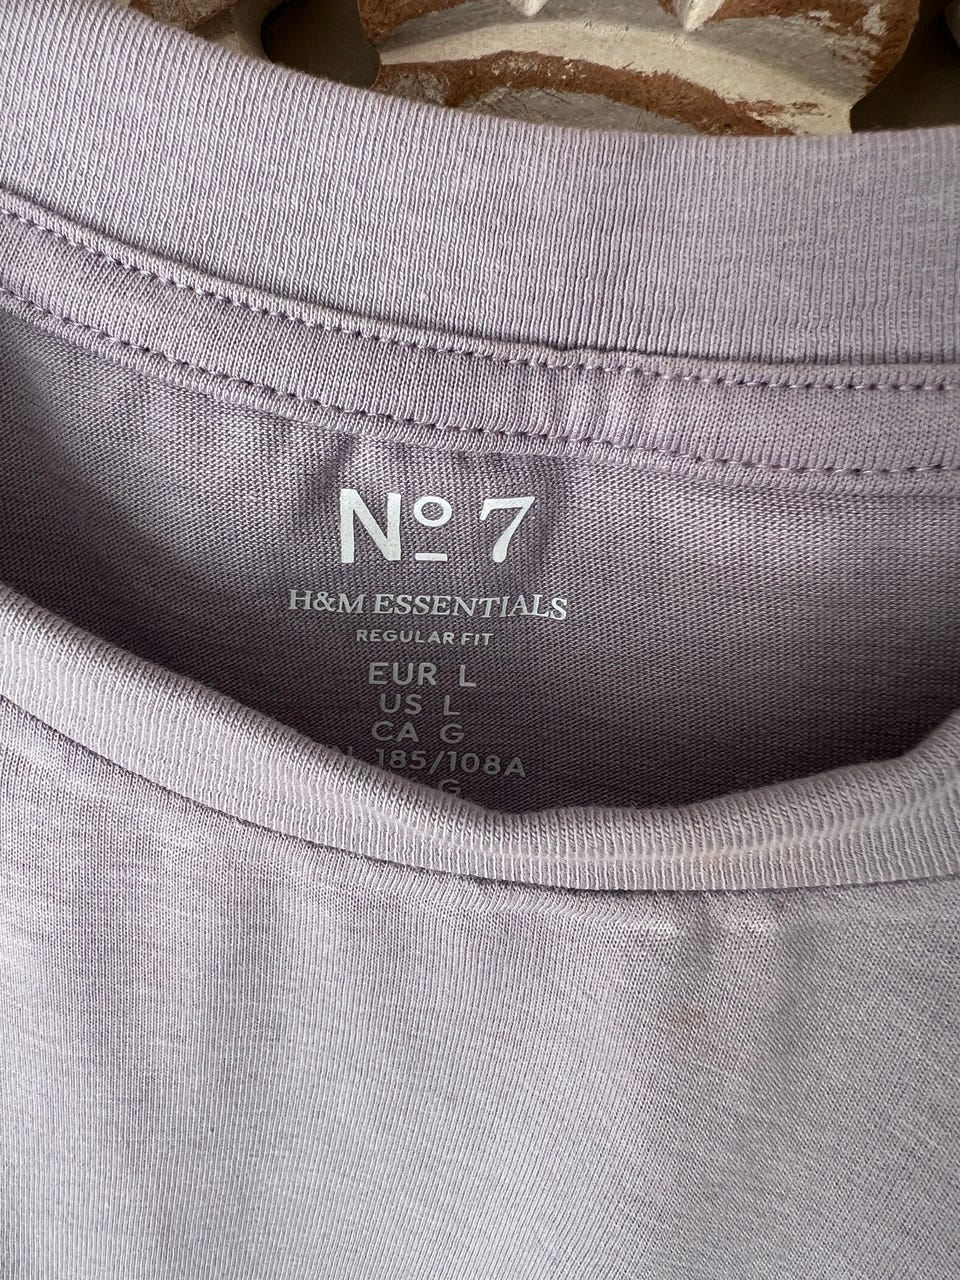 Nº 7
H&M ESSENTIALS
REGULAR FIT
EUR L
US L
CA G
185/108A
G